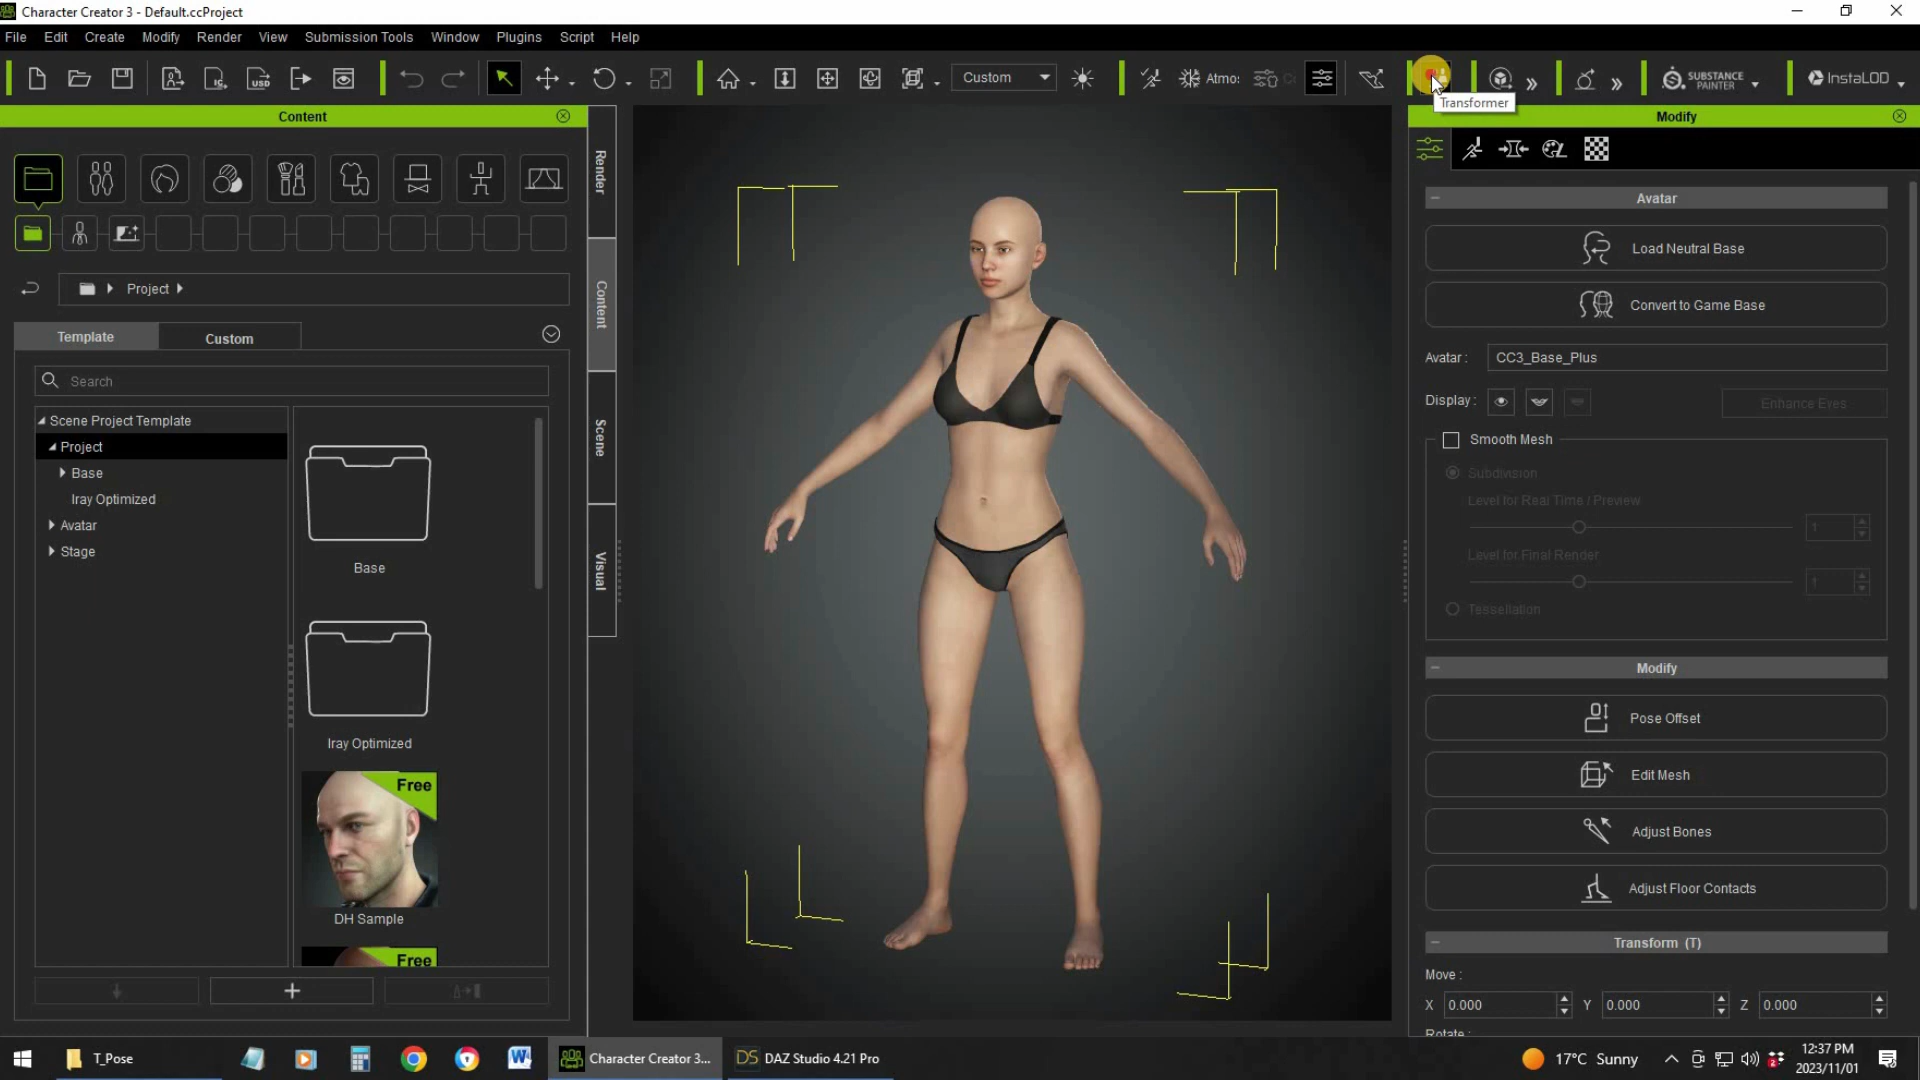 Character Creator 3 - Default.ccProject
File Edit Create Modify Render View Submission Tools Window Plugins Script Help
Custom
Atmo:
SUBSTANCE PAINTER
InstaLOD
Transformer
Content
Render
Content
Scene
Visual
Project
Template
Custom
Search
Scene Project Template
Project
Base
Iray Optimized
Avatar
Stage
Base
Iray Optimized
Free
DH Sample
Free
Modify
Avatar
Load Neutral Base
Convert to Game Base
Avatar : CC3_Base_Plus
Display :
Enhance Eyes
Smooth Mesh
Subdivision
Level for Real Time / Preview
1
Level for Final Render
1
Tessellation
Modify
Pose Offset
Edit Mesh
Adjust Bones
Adjust Floor Contacts
Transform (T)
Move :
X 0.000 Y 0.000 Z 0.000
Rotate :
T_Pose
Character Creator 3...
DAZ Studio 4.21 Pro
17°C Sunny
12:37 PM
2023/11/01